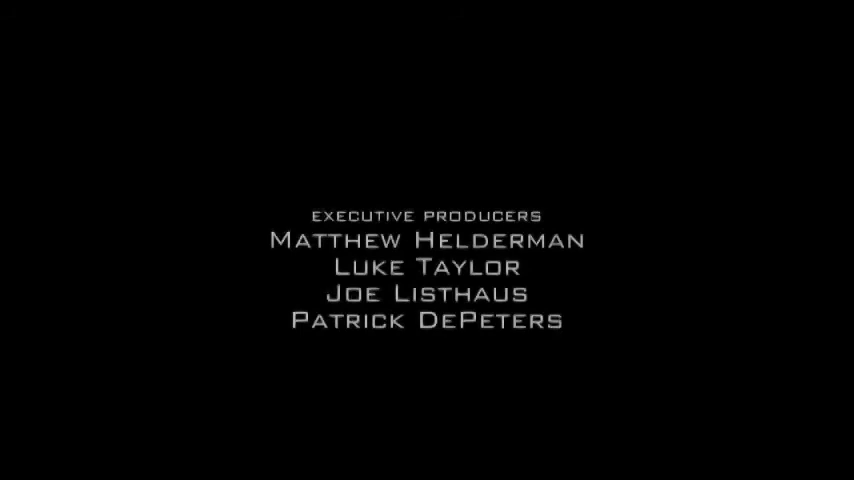 EXECUTIVE PRODUCERS
MATTHEW HELDERMAN
LUKE TAYLOR
JOE LISTHAUS
PATRICK DEPETERS